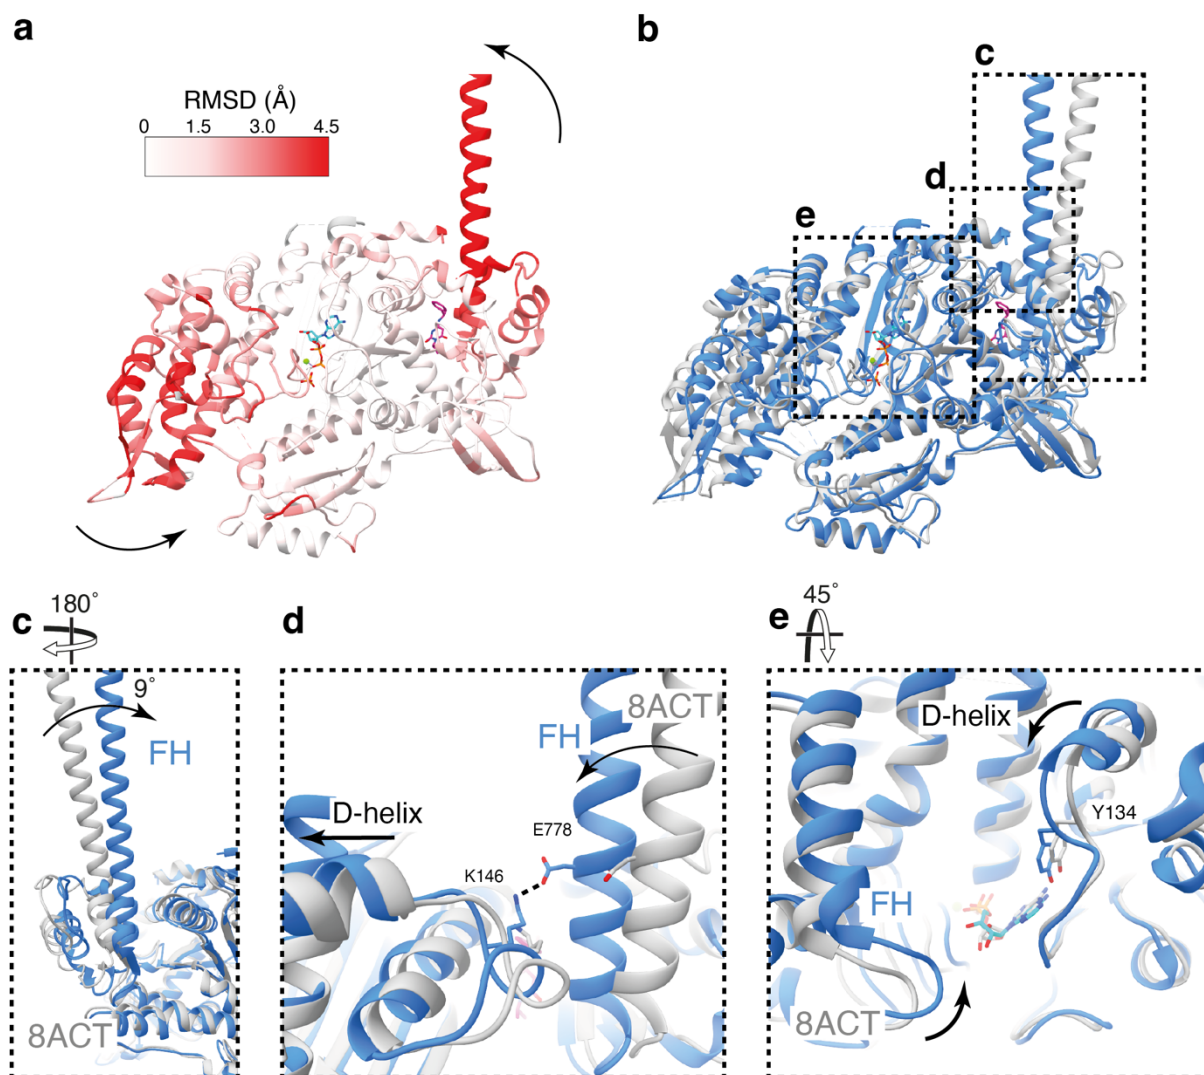 a
RMSD (Å)
0 1.5 3.0 4.5
b
c
d
e
c
180°
9°
FH
8ACT
d
8ACT
FH
D-helix
E778
K146
e
45°
D-helix
Y134
FH
8ACT